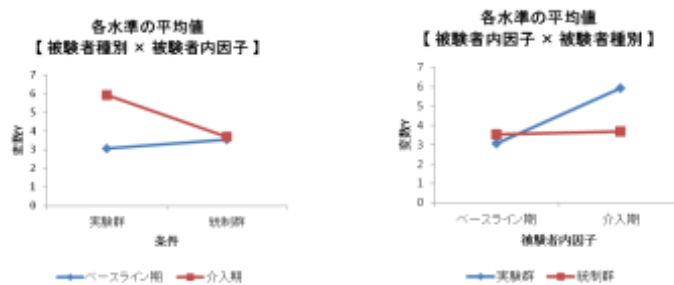 各水準の平均値
【 被験者種別 × 被験者内因子 】
7
6
5
4
3
2
1
0
変数Y
実験群 統制群
条件
ベースライン期 介入期
各水準の平均値
【 被験者内因子 × 被験者種別 】
7
6
5
4
3
2
1
0
変数Y
ベースライン期 介入期
被験者内因子
実験群 統制群